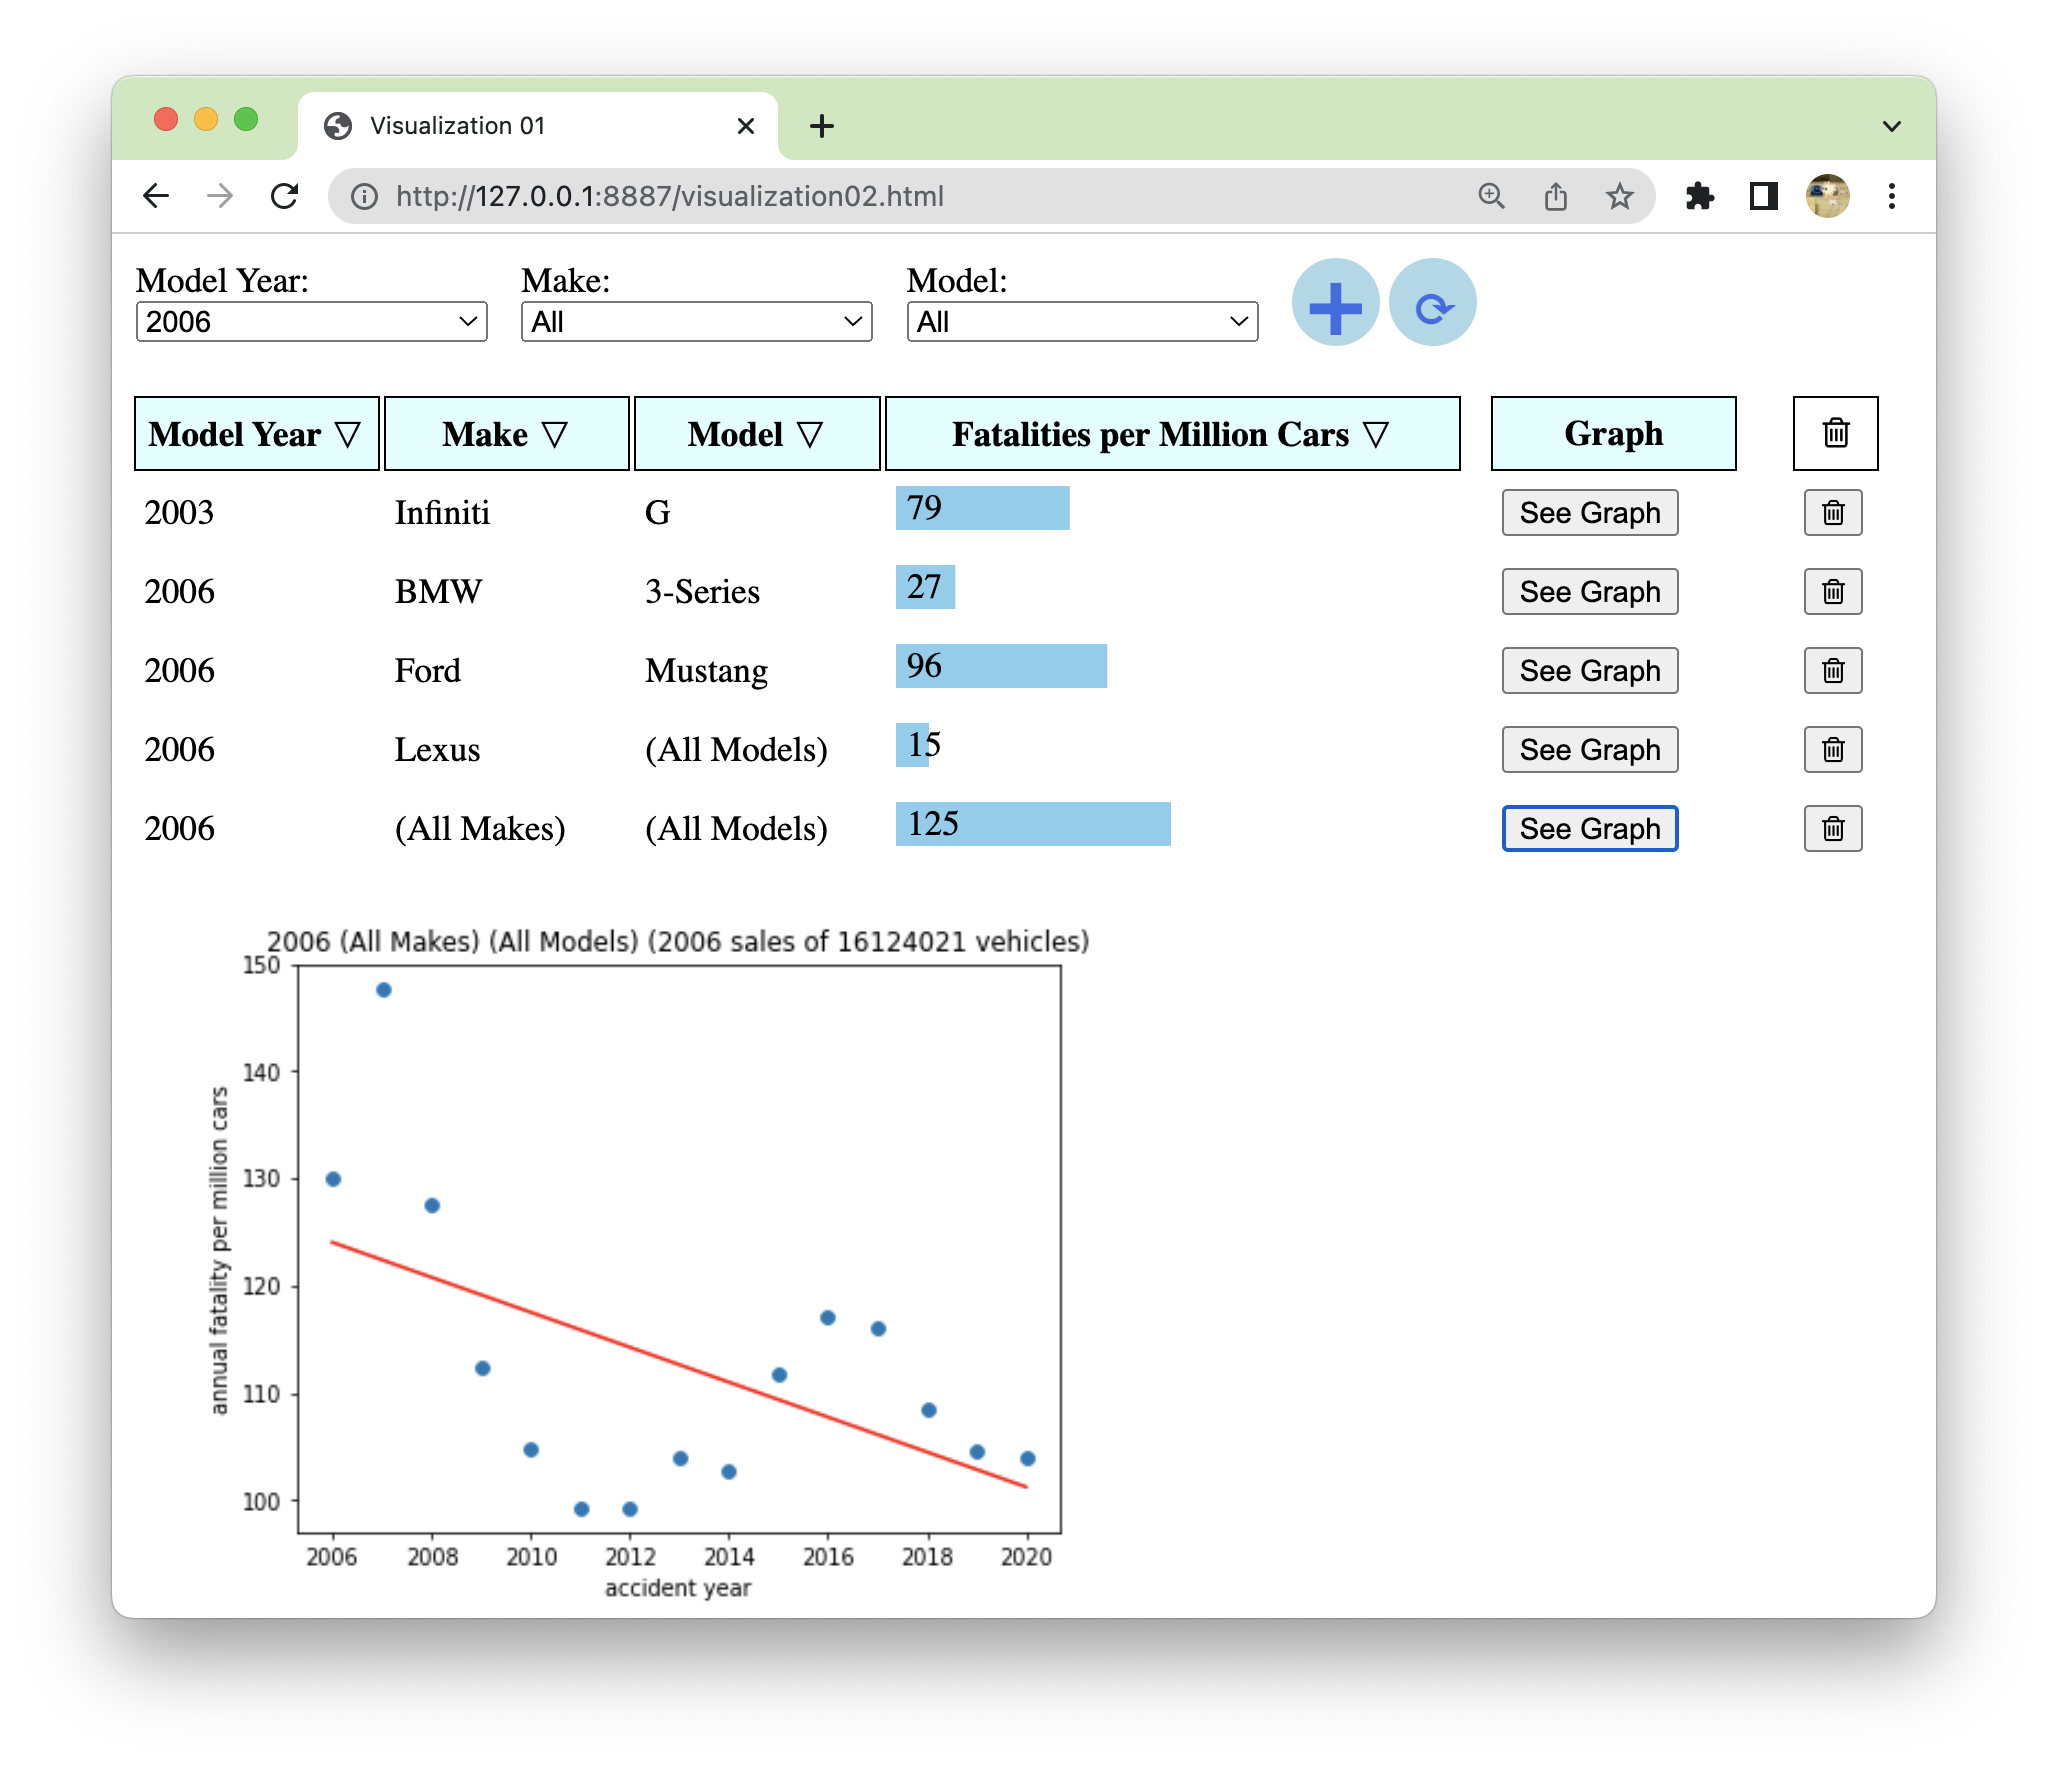 Visualization 01
http://127.0.0.1:8887/visualization02.html
Model Year: Make: Model:
2006 All All
Model Year ▽ Make ▽ Model ▽ Fatalities per Million Cars ▽ Graph
2003 Infiniti G 79 See Graph
2006 BMW 3-Series 27 See Graph
2006 Ford Mustang 96 See Graph
2006 Lexus (All Models) 15 See Graph
2006 (All Makes) (All Models) 125 See Graph
2006 (All Makes) (All Models) (2006 sales of 16124021 vehicles)
150
140
130
120
110
100
annual fatality per million cars
2006 2008 2010 2012 2014 2016 2018 2020
accident year